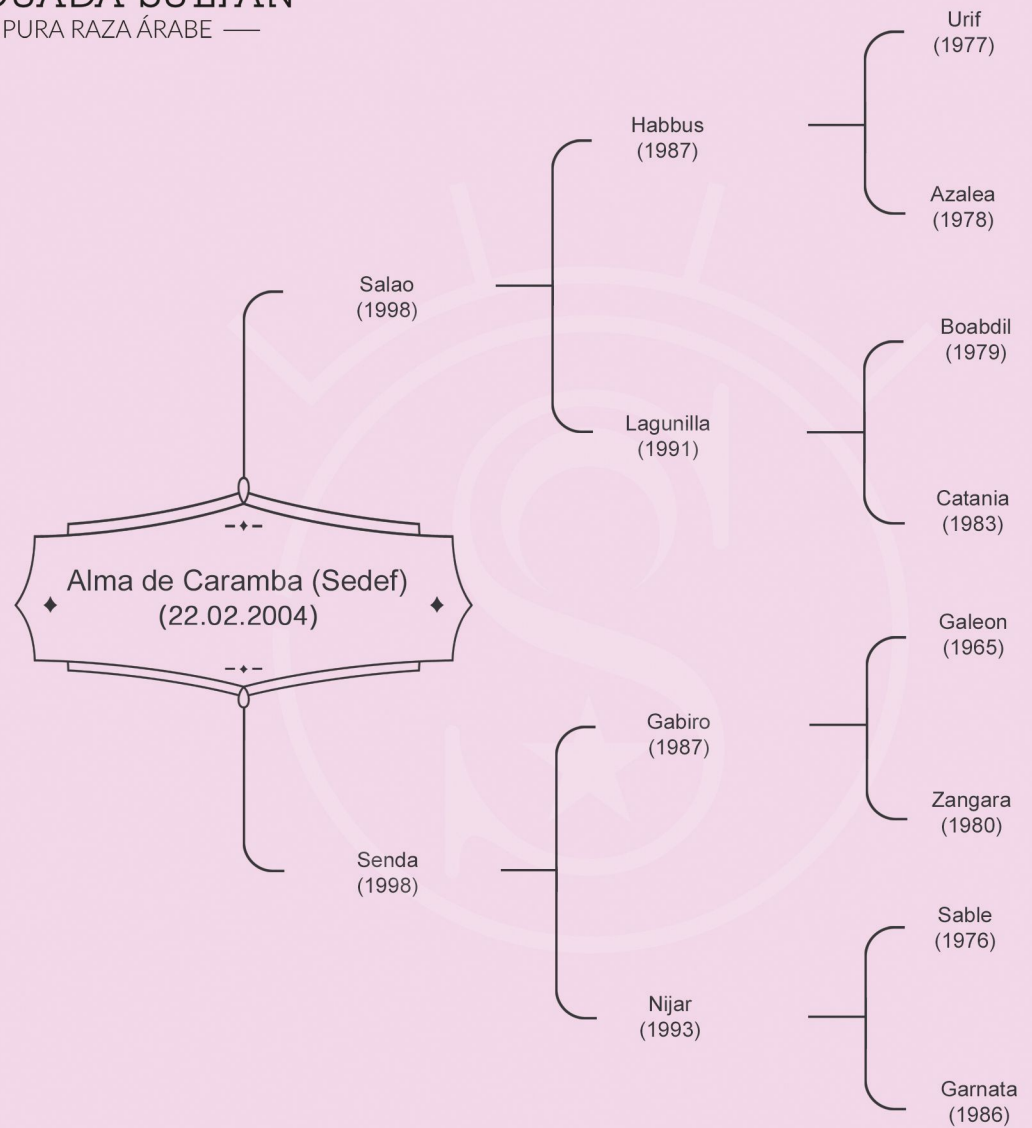 PURA RAZA ÁRABE
Urif
(1977)
Habbus
(1987)
Azalea
(1978)
Salao
(1998)
Boabdil
(1979)
Lagunilla
(1991)
Catania
(1983)
Alma de Caramba (Sedef)
(22.02.2004)
Galeon
(1965)
Gabiro
(1987)
Zangara
(1980)
Senda
(1998)
Sable
(1976)
Nijar
(1993)
Garnata
(1986)